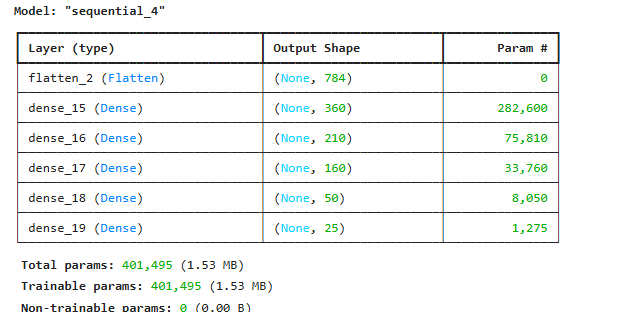 Model: "sequential_4"
Layer (type) Output Shape Param #
flatten_2 (Flatten) (None, 784) 0
dense_15 (Dense) (None, 360) 282,600
dense_16 (Dense) (None, 210) 75,810
dense_17 (Dense) (None, 160) 33,760
dense_18 (Dense) (None, 50) 8,050
dense_19 (Dense) (None, 25) 1,275
Total params: 401,495 (1.53 MB)
Trainable params: 401,495 (1.53 MB)
Non-trainable params: 0 (0.00 B)